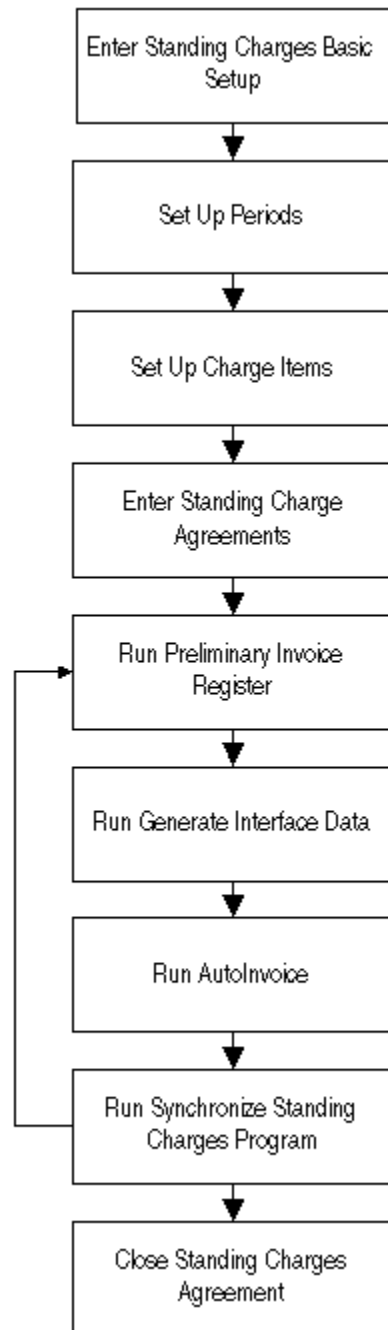 Enter Standing Charges Basic
Setup
Set Up Periods
Set Up Charge Items
Enter Standing Charge
Agreements
Run Preliminary Invoice
Register
Run Generate Interface Data
Run AutoInvoice
Run Synchronize Standing
Charges Program
Close Standing Charges
Agreement